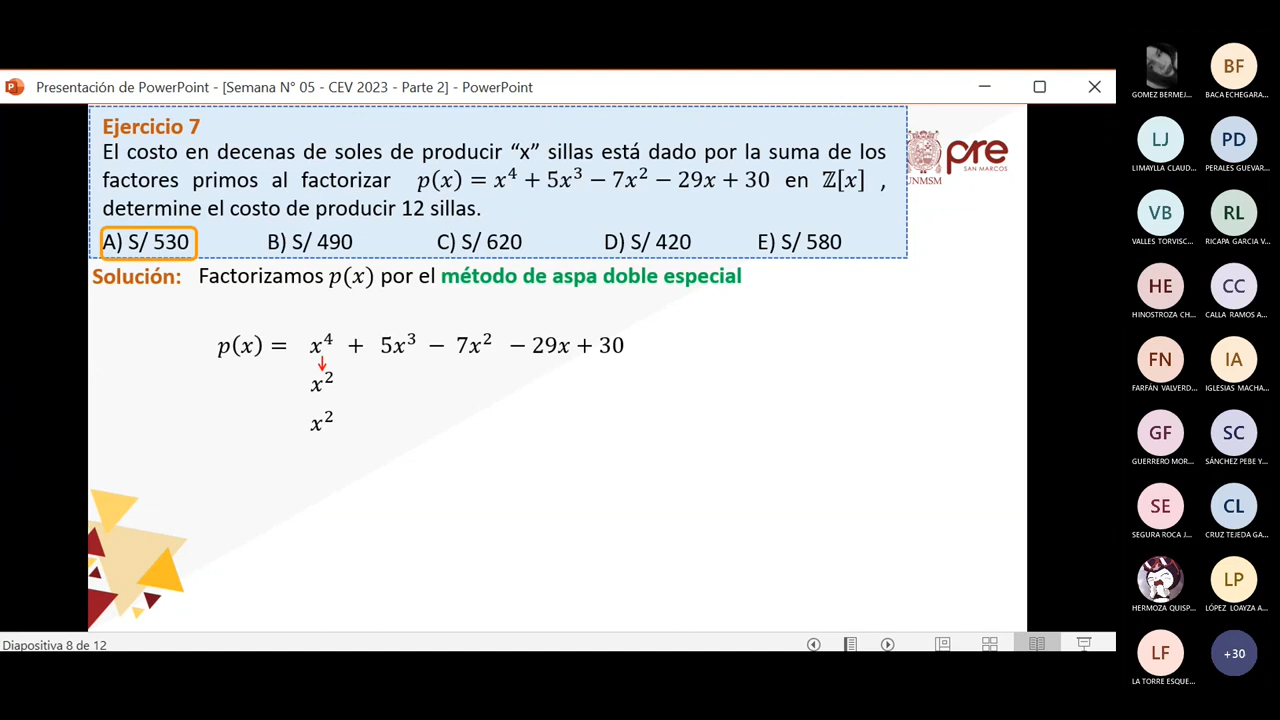 Presentación de PowerPoint - [Semana N° 05 - CEV 2023 - Parte 2] - PowerPoint
Ejercicio 7
El costo en decenas de soles de producir “x” sillas está dado por la suma de los
factores primos al factorizar p(x) = x⁴ + 5x³ − 7x² − 29x + 30 en ℤ[x] ,
determine el costo de producir 12 sillas.
A) S/ 530 B) S/ 490 C) S/ 620 D) S/ 420 E) S/ 580
UNMSM
pre
SAN MARCOS
Solución: Factorizamos p(x) por el método de aspa doble especial
p(x) = x⁴ + 5x³ − 7x² − 29x + 30
x²
x²
Diapositiva 8 de 12
GOMEZ BERMEJ...
BF
BACA ECHEGARA...
LJ
LIMAYLLA CLAUD...
PD
PERALES GUEVAR...
VB
VALLES TORVISC...
RL
RICAPA GARCIA V...
HE
HINOSTROZA CH...
CC
CALLA RAMOS A...
FN
FARFÁN VALVERD...
IA
IGLESIAS MACHA...
GF
GUERRERO MOR...
SC
SÁNCHEZ PEBE Y...
SE
SEGURA ROCA J...
CL
CRUZ TEJEDA GA...
HERMOZA QUISP...
LP
LÓPEZ LOAYZA A...
LF
LA TORRE ESQUE...
+30